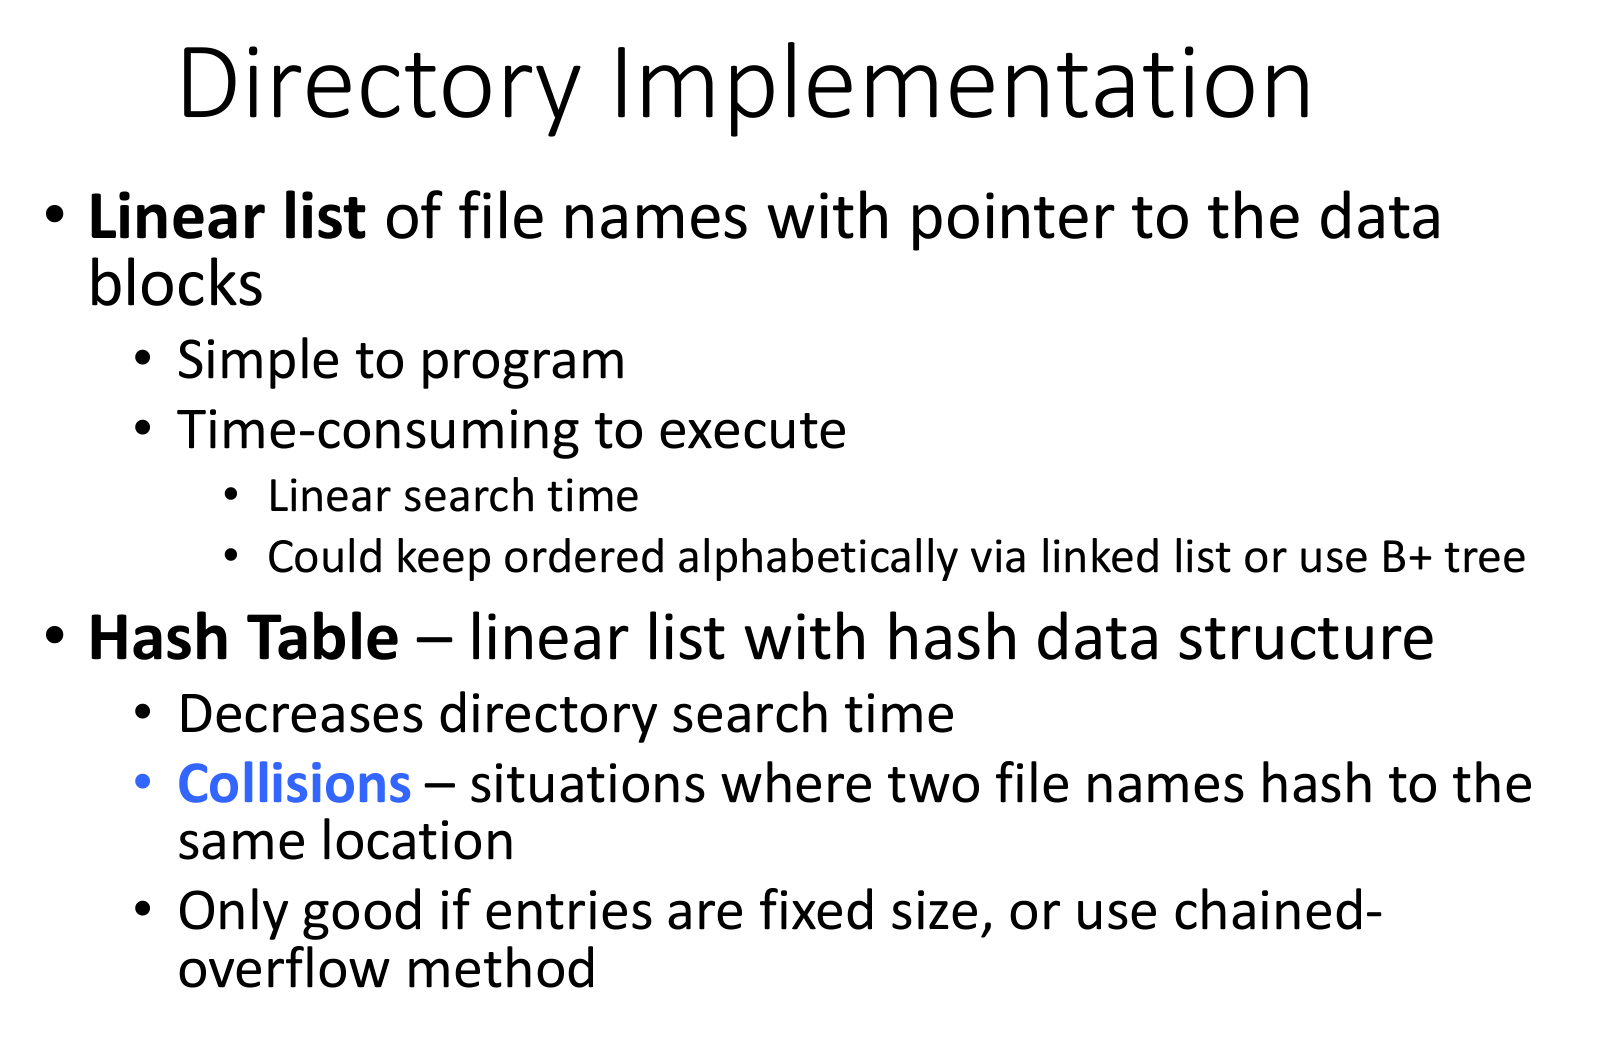 Directory Implementation
• Linear list of file names with pointer to the data
blocks
• Simple to program
• Time-consuming to execute
• Linear search time
• Could keep ordered alphabetically via linked list or use B+ tree
• Hash Table – linear list with hash data structure
• Decreases directory search time
• Collisions – situations where two file names hash to the
same location
• Only good if entries are fixed size, or use chained-
overflow method